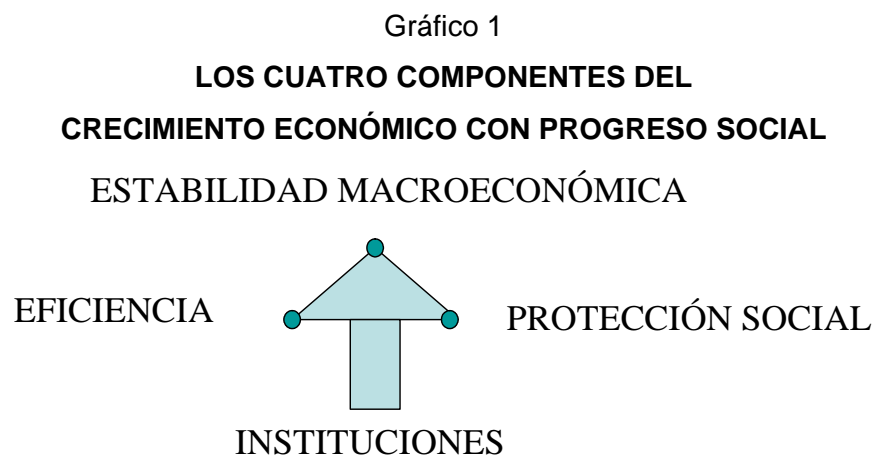 Gráfico 1
LOS CUATRO COMPONENTES DEL
CRECIMIENTO ECONÓMICO CON PROGRESO SOCIAL
ESTABILIDAD MACROECONÓMICA
EFICIENCIA
PROTECCIÓN SOCIAL
INSTITUCIONES